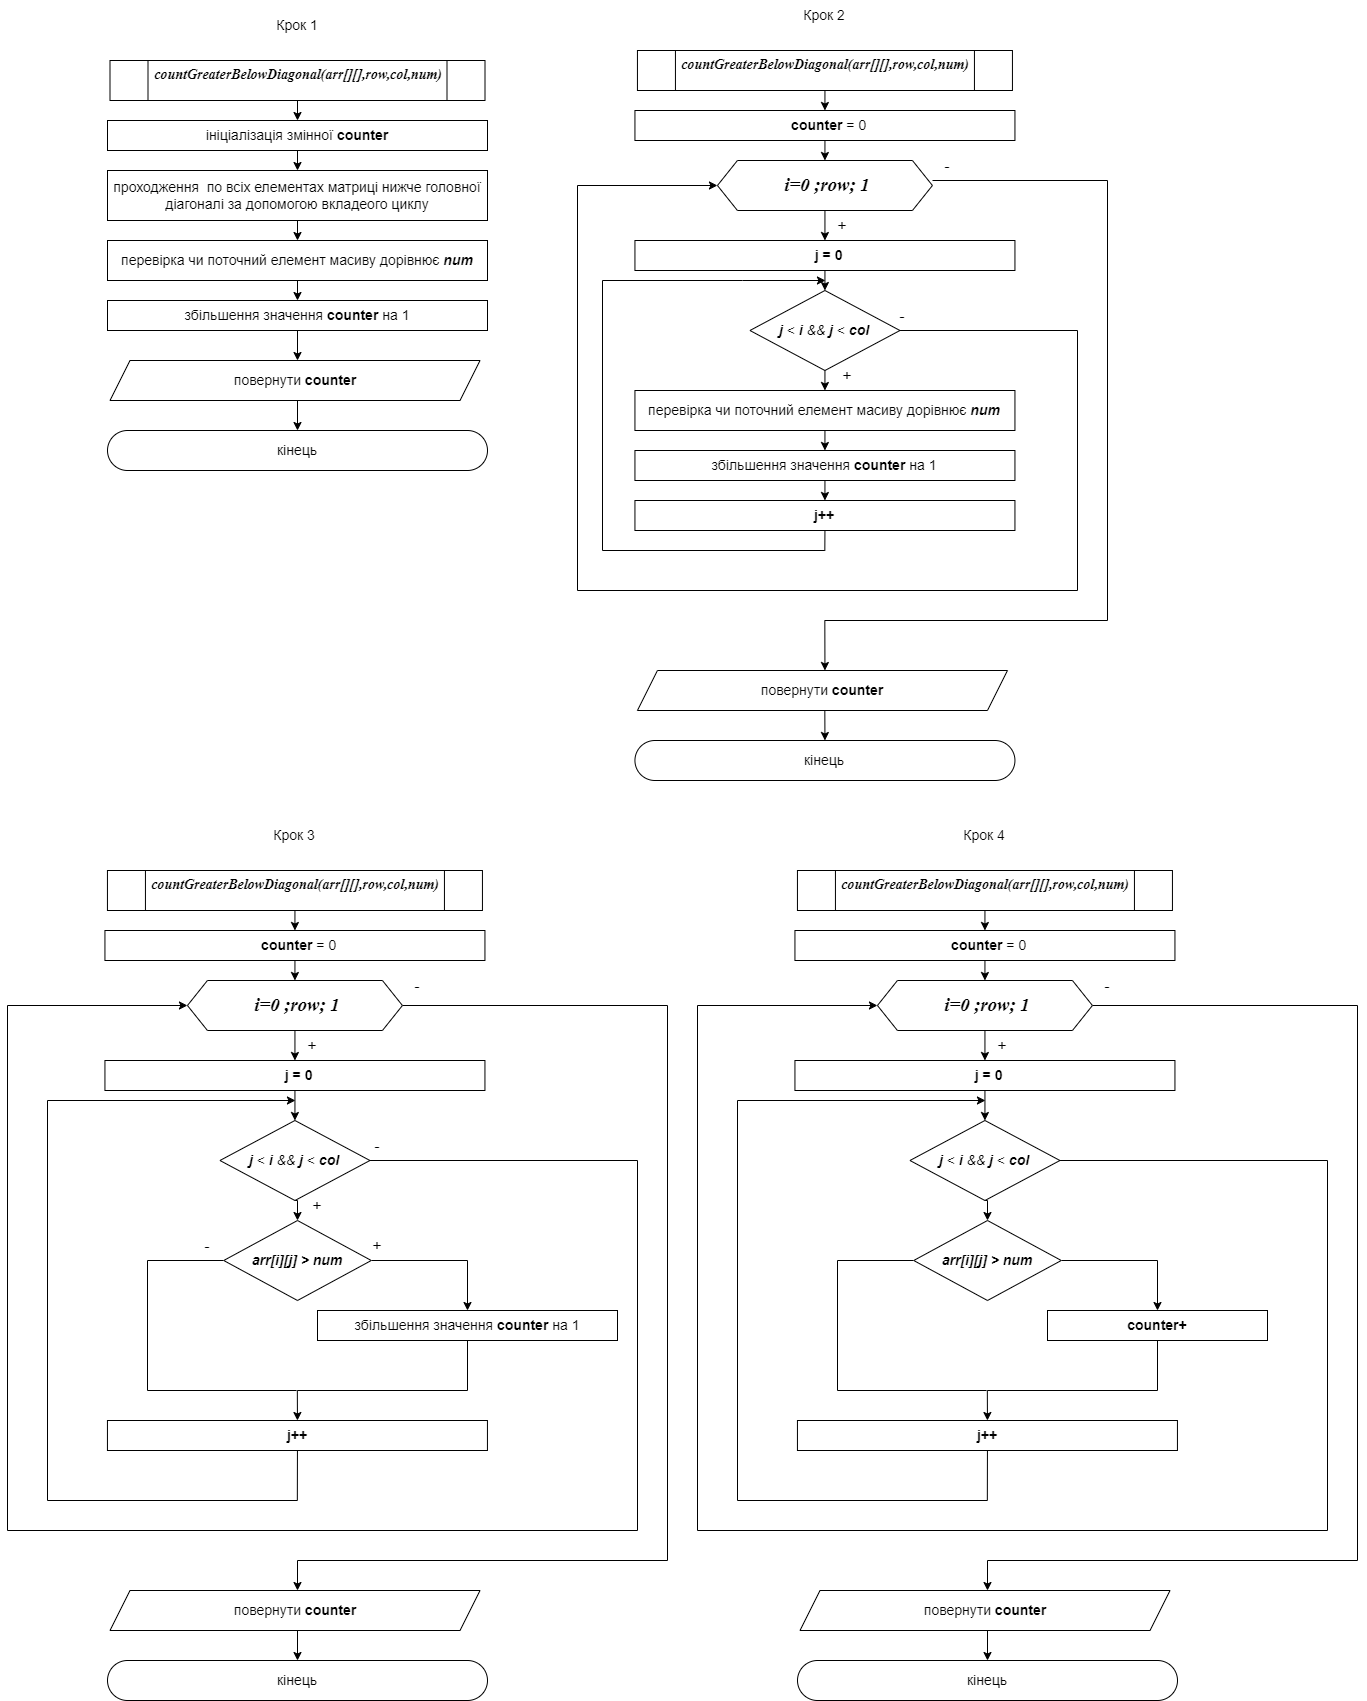 Крок 1
countGreaterBelowDiagonal(arr[][],row,col,num)
ініціалізація змінної counter
проходження по всіх елементах матриці нижче головної
діагоналі за допомогою вкладеого циклу
перевірка чи поточний елемент масиву дорівнює num
збільшення значення counter на 1
повернути counter
кінець
Крок 2
countGreaterBelowDiagonal(arr[][],row,col,num)
counter = 0
i=0 ;row; 1
-
+
j = 0
j < i && j < col
-
+
перевірка чи поточний елемент масиву дорівнює num
збільшення значення counter на 1
j++
повернути counter
кінець
Крок 3
countGreaterBelowDiagonal(arr[][],row,col,num)
counter = 0
i=0 ;row; 1
-
+
j = 0
j < i && j < col
-
+
arr[i][j] > num
-
+
збільшення значення counter на 1
j++
повернути counter
кінець
Крок 4
countGreaterBelowDiagonal(arr[][],row,col,num)
counter = 0
i=0 ;row; 1
-
+
j = 0
j < i && j < col
arr[i][j] > num
counter+
j++
повернути counter
кінець